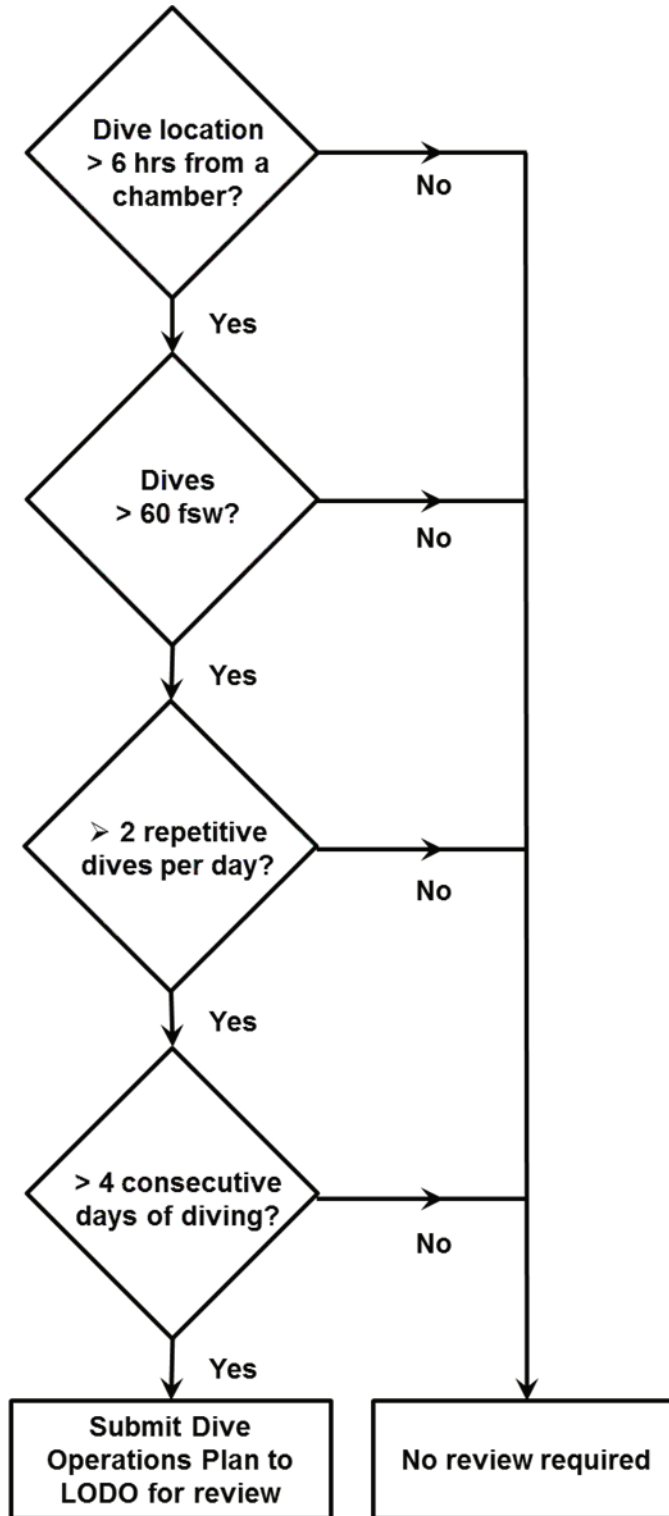 Dive location
> 6 hrs from a
chamber?
No
Yes
Dives
> 60 fsw?
No
Yes
➢ 2 repetitive
dives per day?
No
Yes
> 4 consecutive
days of diving?
No
Yes
Submit Dive
Operations Plan to
LODO for review
No review required